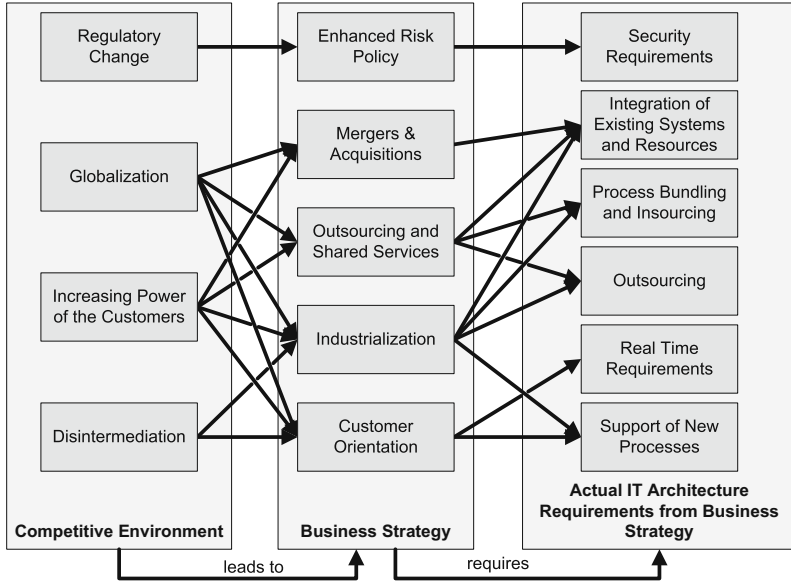 Regulatory
Change
Globalization
Increasing Power
of the Customers
Disintermediation
Competitive Environment
Enhanced Risk
Policy
Mergers &
Acquisitions
Outsourcing and
Shared Services
Industrialization
Customer
Orientation
Business Strategy
Security
Requirements
Integration of
Existing Systems
and Resources
Process Bundling
and Insourcing
Outsourcing
Real Time
Requirements
Support of New
Processes
Actual IT Architecture
Requirements from Business
Strategy
leads to
requires